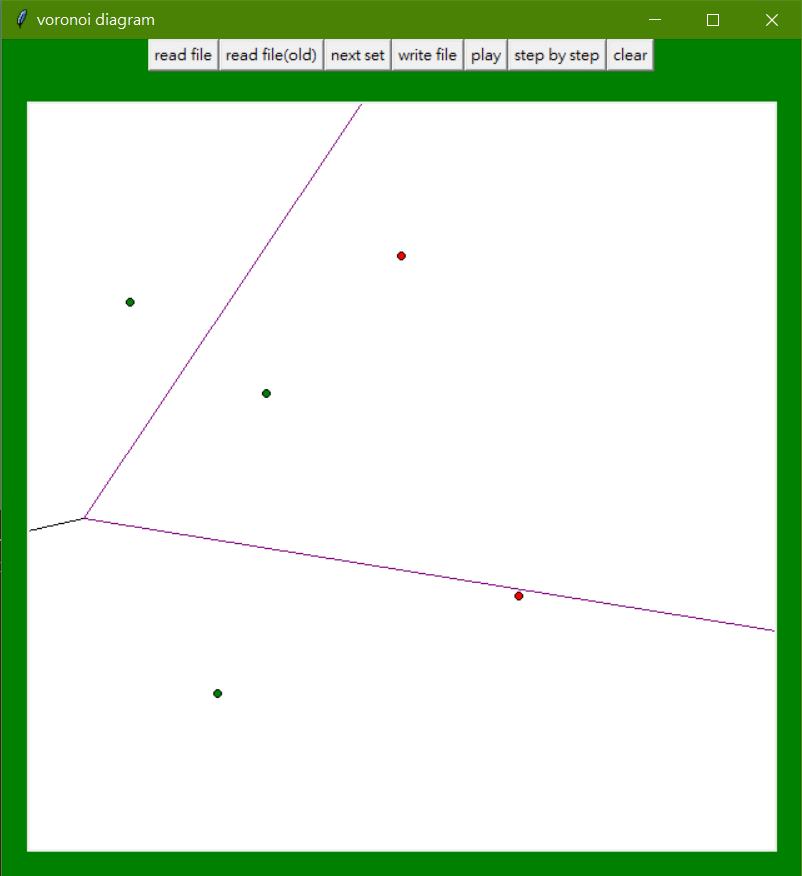 voronoi diagram
read file read file(old) next set write file play step by step clear